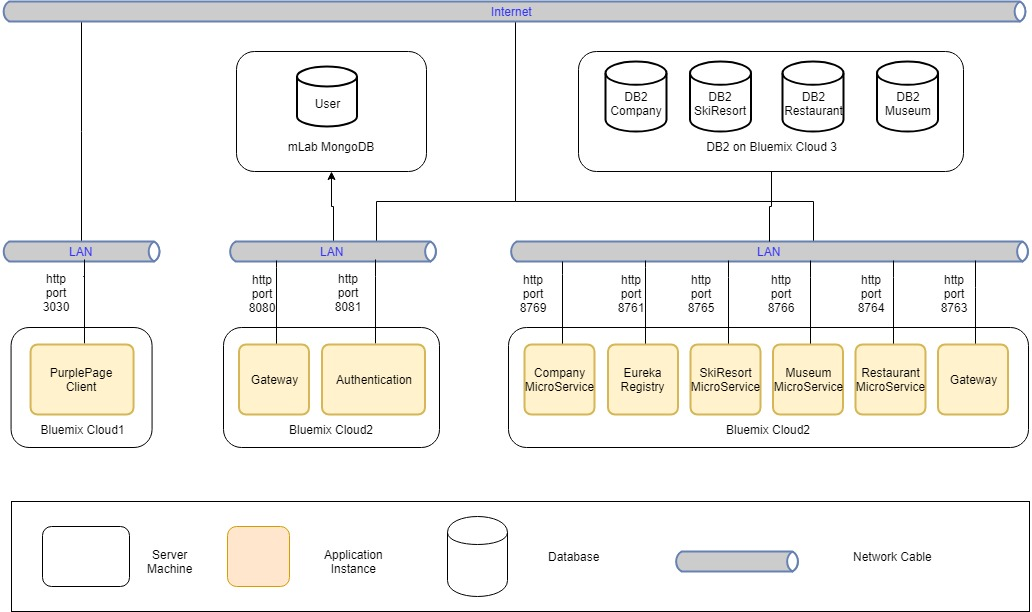 Internet
User
mLab MongoDB
DB2
Company
DB2
SkiResort
DB2
Restaurant
DB2
Museum
DB2 on Bluemix Cloud 3
LAN
LAN
LAN
http
port
3030
http
port
8080
http
port
8081
http
port
8769
http
port
8761
http
port
8765
http
port
8766
http
port
8764
http
port
8763
PurplePage
Client
Gateway
Authentication
Company
MicroService
Eureka
Registry
SkiResort
MicroService
Museum
MicroService
Restaurant
MicroService
Gateway
Bluemix Cloud1
Bluemix Cloud2
Bluemix Cloud2
Server
Machine
Application
Instance
Database
Network Cable